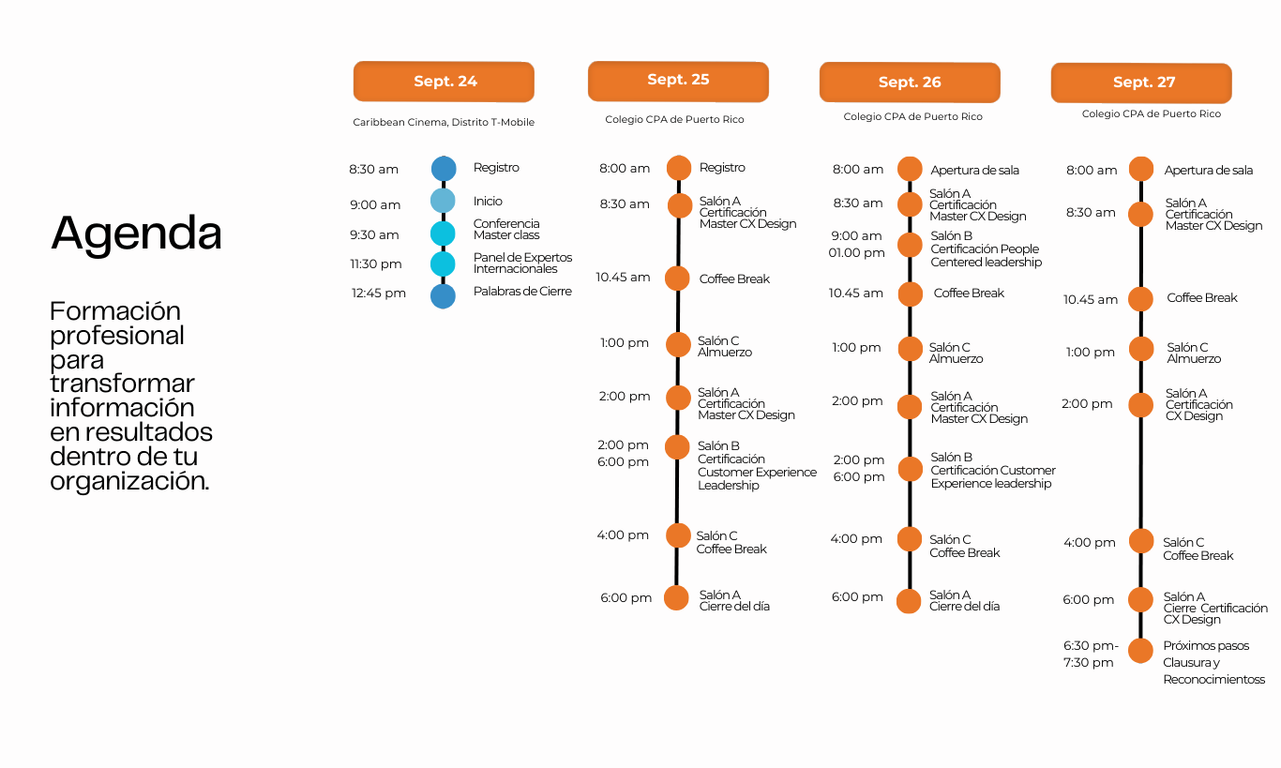 Agenda
Formación
profesional
para
transformar
información
en resultados
dentro de tu
organización.
Sept. 24
Caribbean Cinema, Distrito T-Mobile
8:30 am
Registro
9:00 am
Inicio
9:30 am
Conferencia
Master class
11:30 pm
Panel de Expertos
Internacionales
12:45 pm
Palabras de Cierre
Sept. 25
Colegio CPA de Puerto Rico
8:00 am
Registro
8:30 am
Salón A
Certificación
Master CX Design
10.45 am
Coffee Break
1:00 pm
Salón C
Almuerzo
2:00 pm
Salón A
Certificación
Master CX Design
2:00 pm
6:00 pm
Salón B
Certificación
Customer Experience
Leadership
4:00 pm
Salón C
Coffee Break
6:00 pm
Salón A
Cierre del día
Sept. 26
Colegio CPA de Puerto Rico
8:00 am
Apertura de sala
8:30 am
Salón A
Certificación
Master CX Design
9:00 am
01.00 pm
Salón B
Certificación People
Centered leadership
10.45 am
Coffee Break
1:00 pm
Salón C
Almuerzo
2:00 pm
Salón A
Certificación
Master CX Design
2:00 pm
6:00 pm
Salón B
Certificación Customer
Experience leadership
4:00 pm
Salón C
Coffee Break
6:00 pm
Salón A
Cierre del día
Sept. 27
Colegio CPA de Puerto Rico
8:00 am
Apertura de sala
8:30 am
Salón A
Certificación
Master CX Design
10.45 am
Coffee Break
1:00 pm
Salón C
Almuerzo
2:00 pm
Salón A
Certificación
CX Design
4:00 pm
Salón C
Coffee Break
6:00 pm
Salón A
Cierre Certificación
CX Design
6:30 pm-
7:30 pm
Próximos pasos
Clausura y
Reconocimientoss